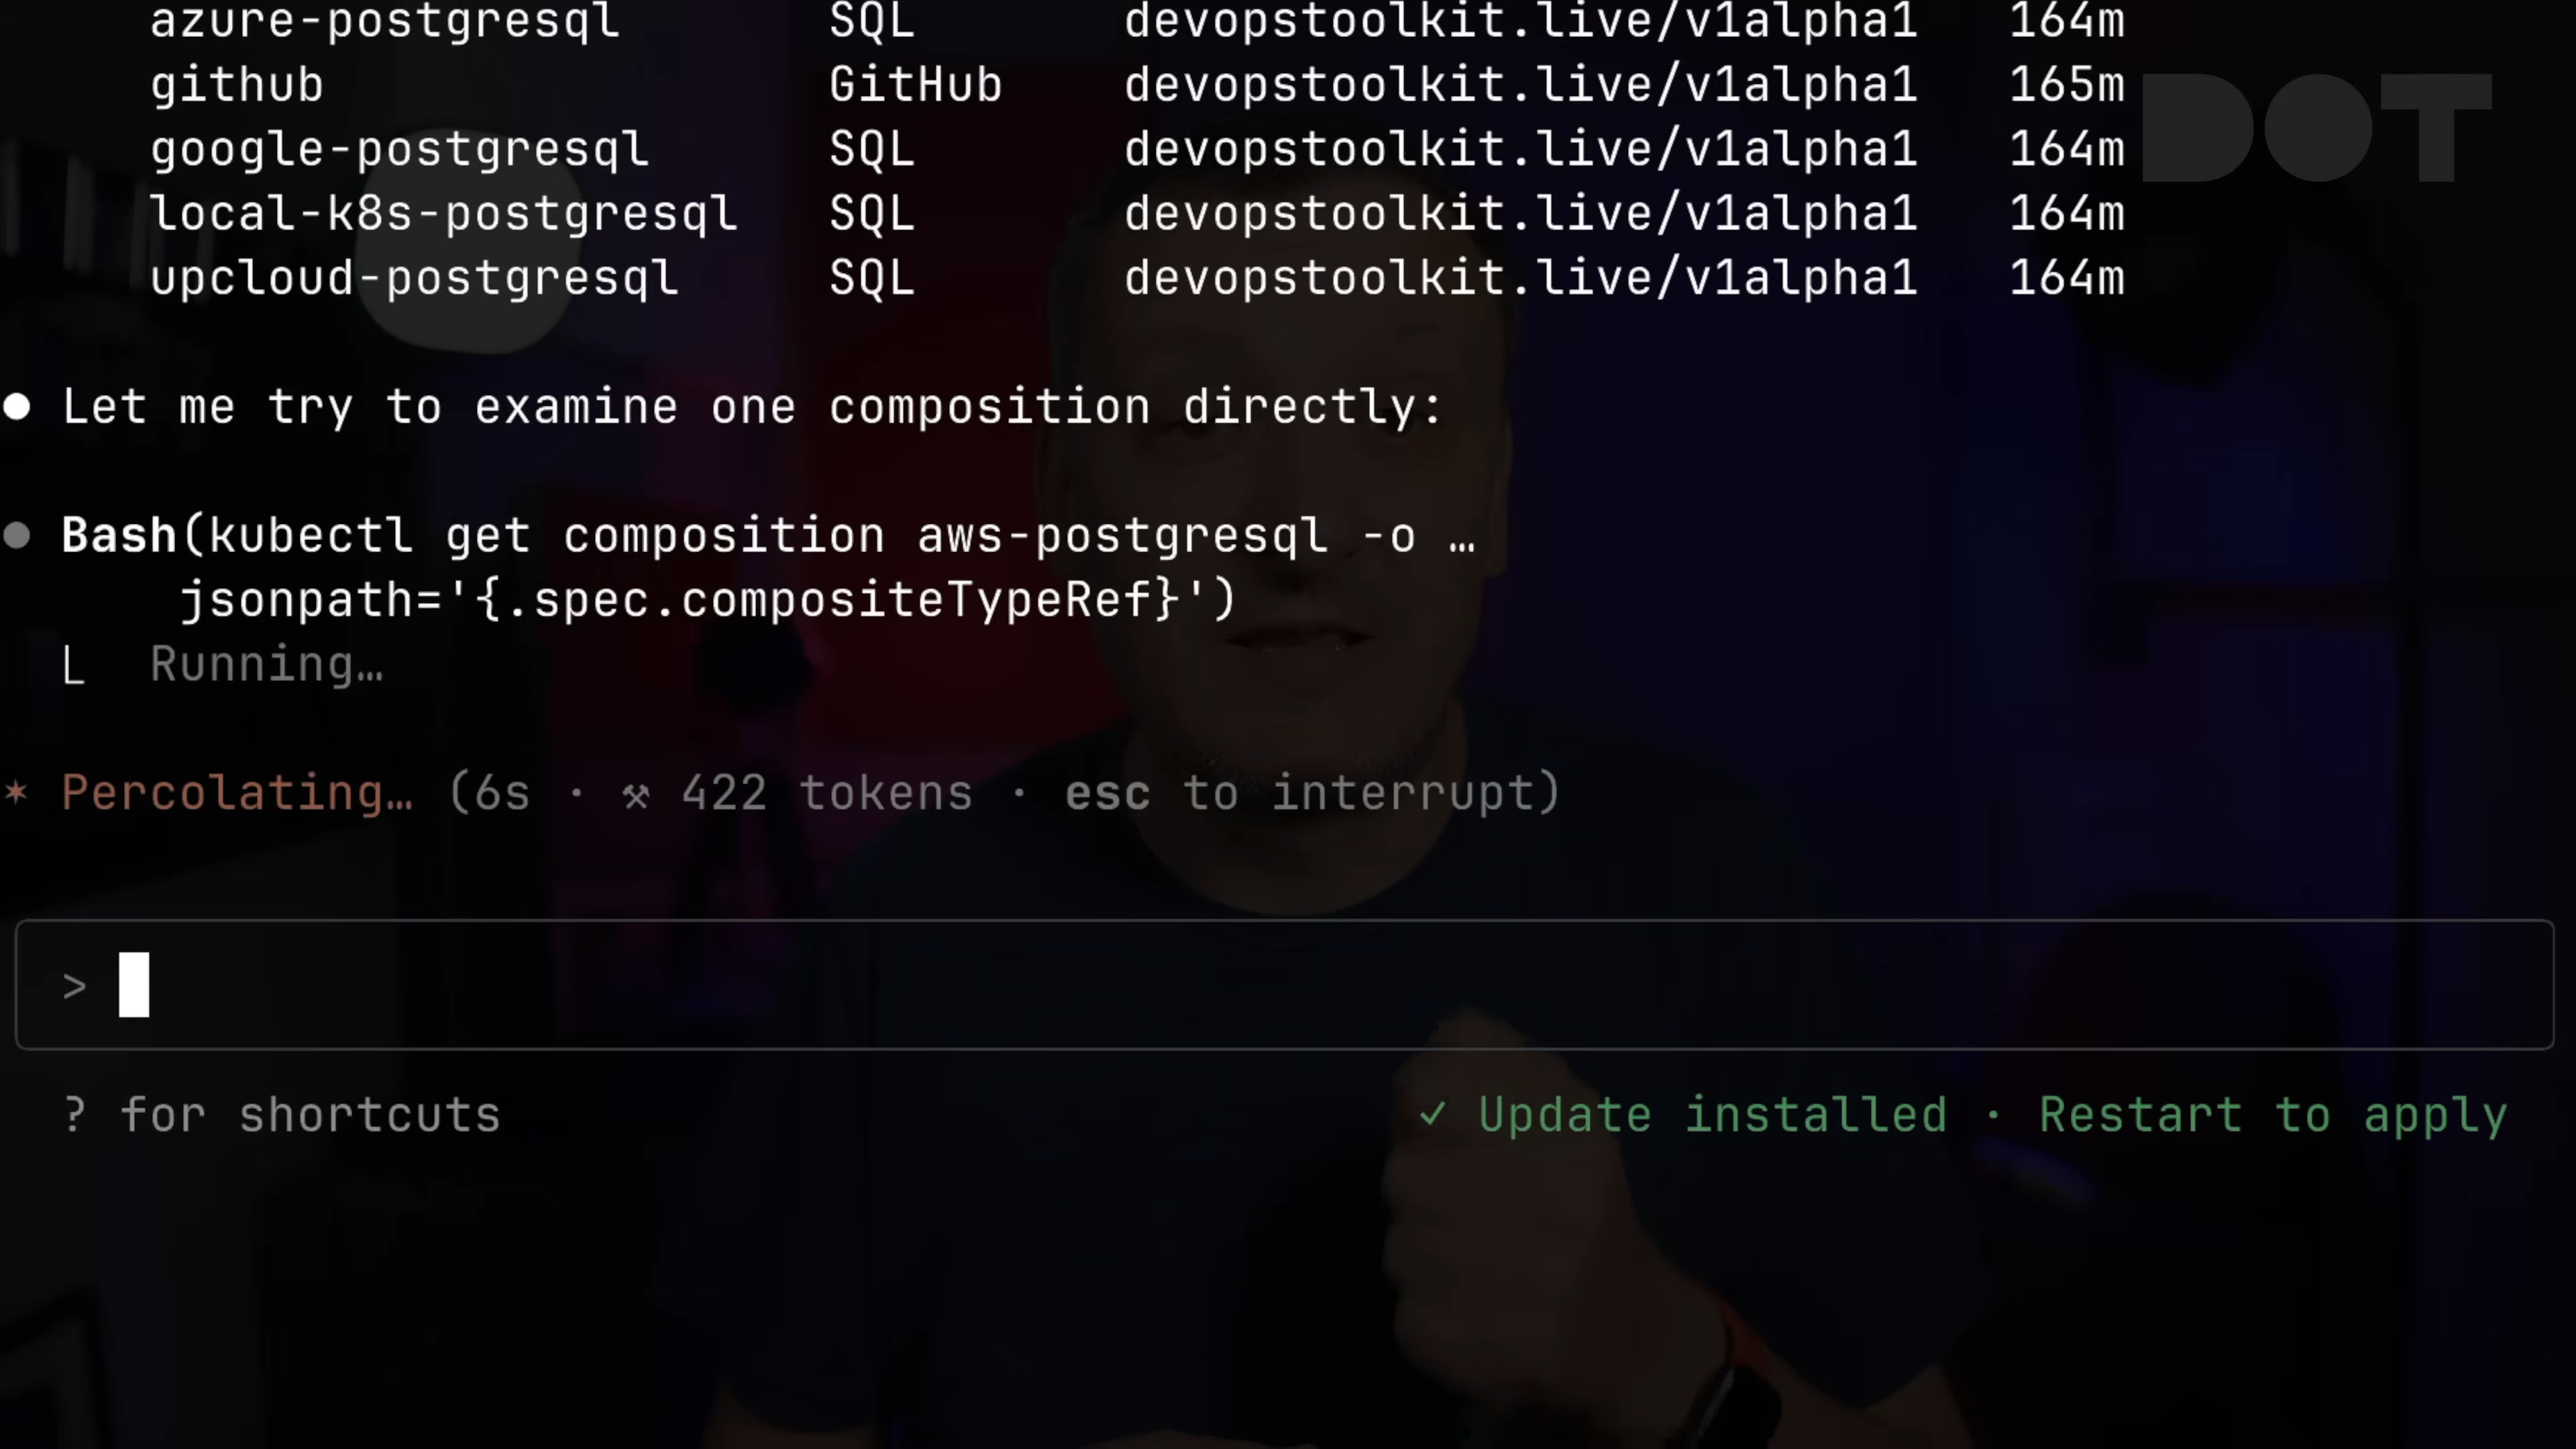 azure-postgresql SQL devopstoolkit.live/v1alpha1 164m
github GitHub devopstoolkit.live/v1alpha1 165m
google-postgresql SQL devopstoolkit.live/v1alpha1 164m
local-k8s-postgresql SQL devopstoolkit.live/v1alpha1 164m
upcloud-postgresql SQL devopstoolkit.live/v1alpha1 164m
DOT
● Let me try to examine one composition directly:
● Bash(kubectl get composition aws-postgresql -o …
jsonpath='{.spec.compositeTypeRef}')
L Running…
✶ Percolating… (6s · ⚒ 422 tokens · esc to interrupt)
>
? for shortcuts ✓ Update installed · Restart to apply